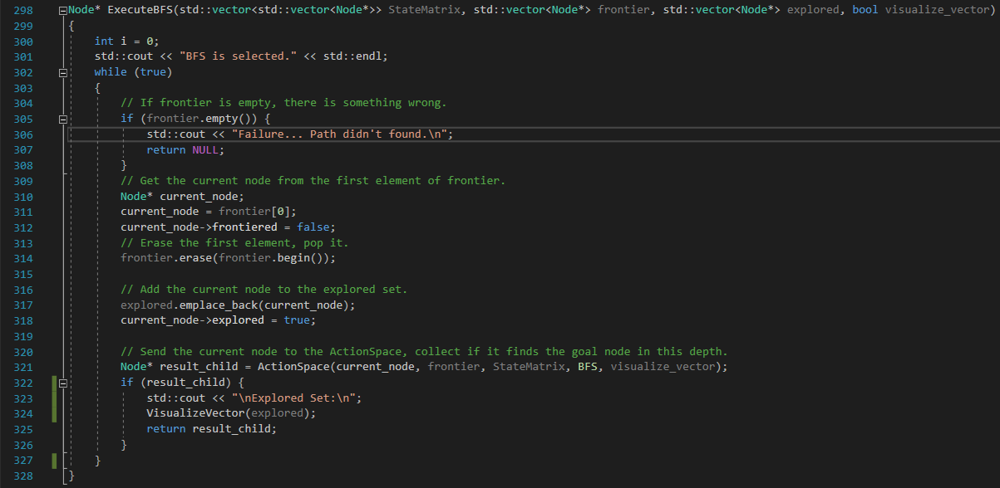 298 Node* ExecuteBFS(std::vector<std::vector<Node*>> StateMatrix, std::vector<Node*> frontier, std::vector<Node*> explored, bool visualize_vector)
299 {
300     int i = 0;
301     std::cout << "BFS is selected." << std::endl;
302     while (true)
303     {
304         // If frontier is empty, there is something wrong.
305         if (frontier.empty()) {
306             std::cout << "Failure... Path didn't found.\n";
307             return NULL;
308         }
309         // Get the current node from the first element of frontier.
310         Node* current_node;
311         current_node = frontier[0];
312         current_node->frontiered = false;
313         // Erase the first element, pop it.
314         frontier.erase(frontier.begin());
315
316         // Add the current node to the explored set.
317         explored.emplace_back(current_node);
318         current_node->explored = true;
319
320         // Send the current node to the ActionSpace, collect if it finds the goal node in this depth.
321         Node* result_child = ActionSpace(current_node, frontier, StateMatrix, BFS, visualize_vector);
322         if (result_child) {
323             std::cout << "\nExplored Set:\n";
324             VisualizeVector(explored);
325             return result_child;
326         }
327     }
328 }